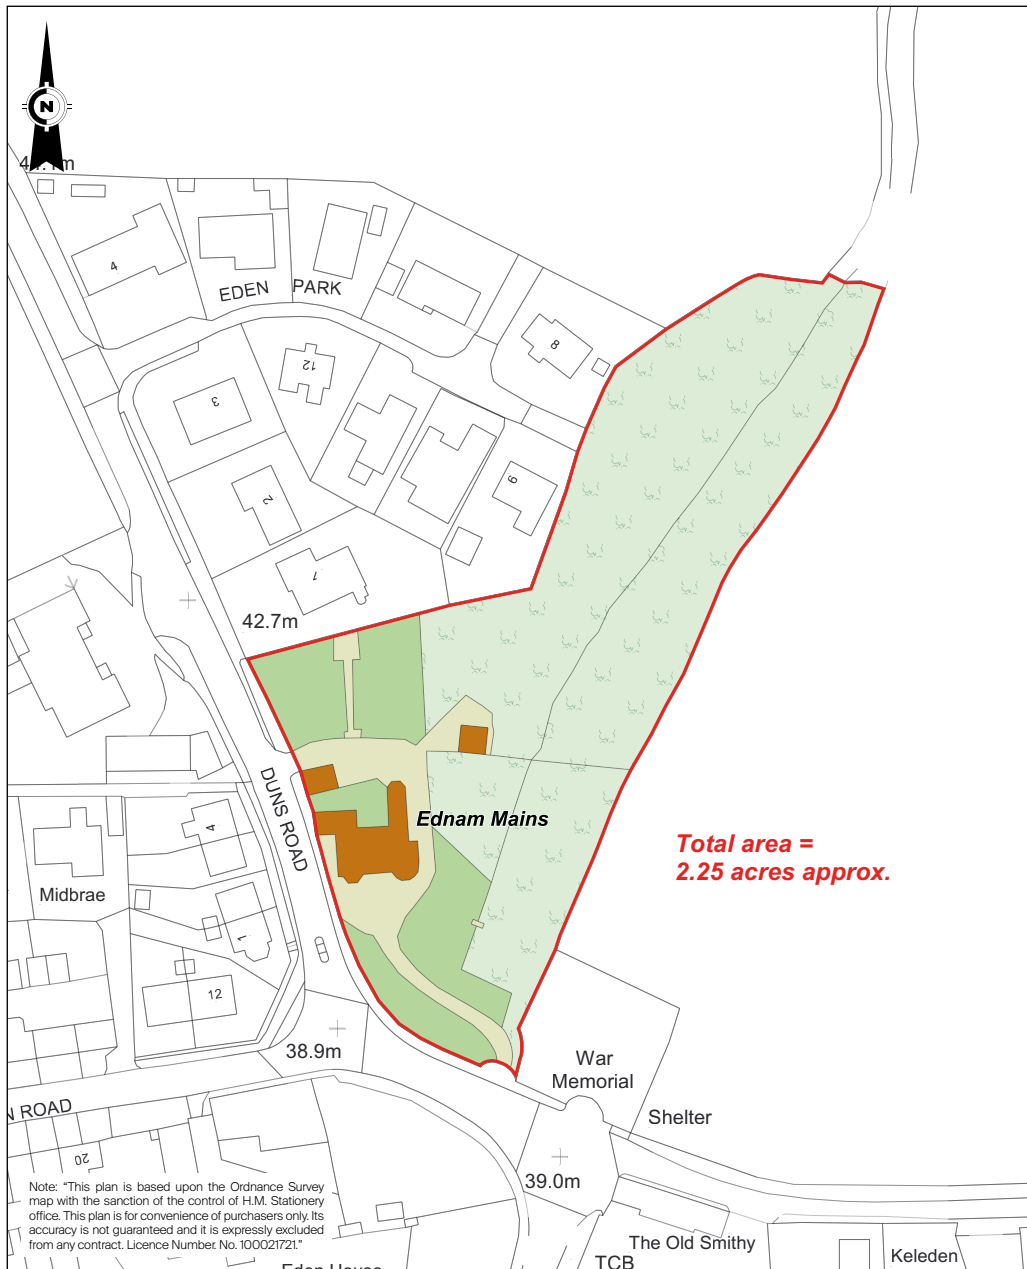 N
EDEN PARK
4
8
12
3
2
9
1
42.7m
DUNS ROAD
Ednam Mains
Total area =
2.25 acres approx.
4
Midbrae
1
12
38.9m
War
Memorial
N ROAD
Shelter
20
39.0m
Note: “This plan is based upon the Ordnance Survey
map with the sanction of the control of H.M. Stationery
office. This plan is for convenience of purchasers only. Its
accuracy is not guaranteed and it is expressly excluded
from any contract. Licence Number. No. 100021721.”
The Old Smithy
Keleden
TCB
Eden House